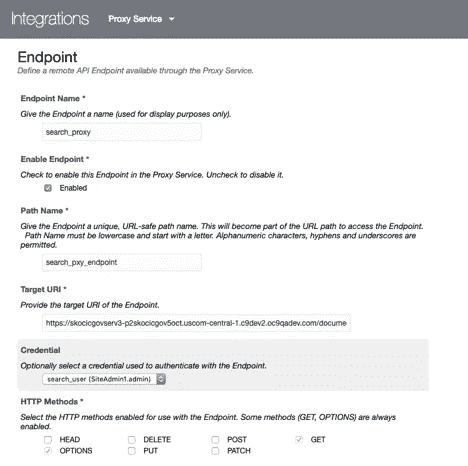 Integrations Proxy Service
Endpoint
Define a remote API Endpoint available through the Proxy Service.
Endpoint Name *
Give the Endpoint a name (used for display purposes only).
search_proxy
Enable Endpoint *
Check to enable this Endpoint in the Proxy Service. Uncheck to disable it.
Enabled
Path Name *
Give the Endpoint a unique, URL-safe path name. This will become part of the URL path to access the Endpoint.
Path Name must be lowercase and start with a letter. Alphanumeric characters, hyphens and underscores are
permitted.
search_pxy_endpoint
Target URI *
Provide the target URI of the Endpoint.
https://skocicgovserv3-p2skocicgov5oct.uscom-central-1.c9dev2.oc9qadev.com/docume
Credential
Optionally select a credential used to authenticate with the Endpoint.
search_user (SiteAdmin1.admin)
HTTP Methods *
Select the HTTP methods enabled for use with the Endpoint. Some methods (GET, OPTIONS) are always
enabled.
HEAD DELETE POST GET
OPTIONS PUT PATCH